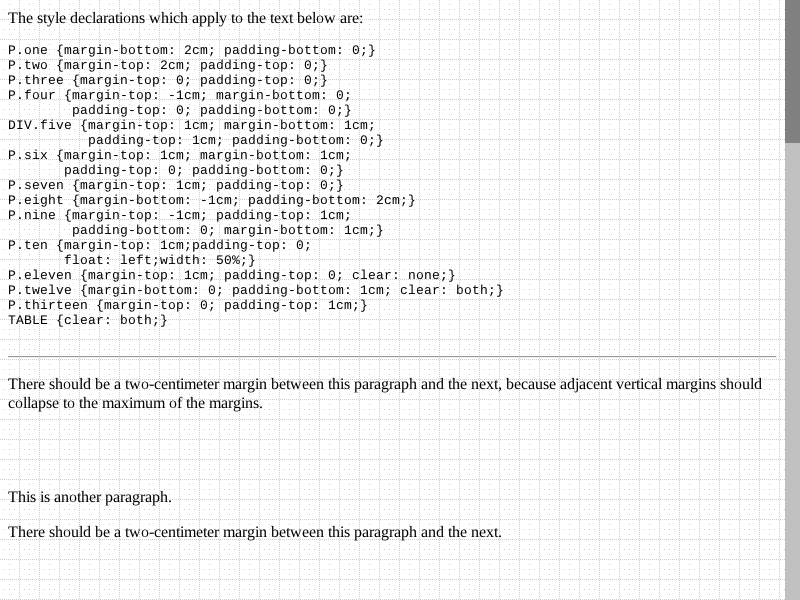 The style declarations which apply to the text below are:
P.one {margin-bottom: 2cm; padding-bottom: 0;}
P.two {margin-top: 2cm; padding-top: 0;}
P.three {margin-top: 0; padding-top: 0;}
P.four {margin-top: -1cm; margin-bottom: 0;
        padding-top: 0; padding-bottom: 0;}
DIV.five {margin-top: 1cm; margin-bottom: 1cm;
          padding-top: 1cm; padding-bottom: 0;}
P.six {margin-top: 1cm; margin-bottom: 1cm;
       padding-top: 0; padding-bottom: 0;}
P.seven {margin-top: 1cm; padding-top: 0;}
P.eight {margin-bottom: -1cm; padding-bottom: 2cm;}
P.nine {margin-top: -1cm; padding-top: 1cm;
        padding-bottom: 0; margin-bottom: 1cm;}
P.ten {margin-top: 1cm;padding-top: 0;
       float: left;width: 50%;}
P.eleven {margin-top: 1cm; padding-top: 0; clear: none;}
P.twelve {margin-bottom: 0; padding-bottom: 1cm; clear: both;}
P.thirteen {margin-top: 0; padding-top: 1cm;}
TABLE {clear: both;}
There should be a two-centimeter margin between this paragraph and the next, because adjacent vertical margins should
collapse to the maximum of the margins.
This is another paragraph.
There should be a two-centimeter margin between this paragraph and the next.